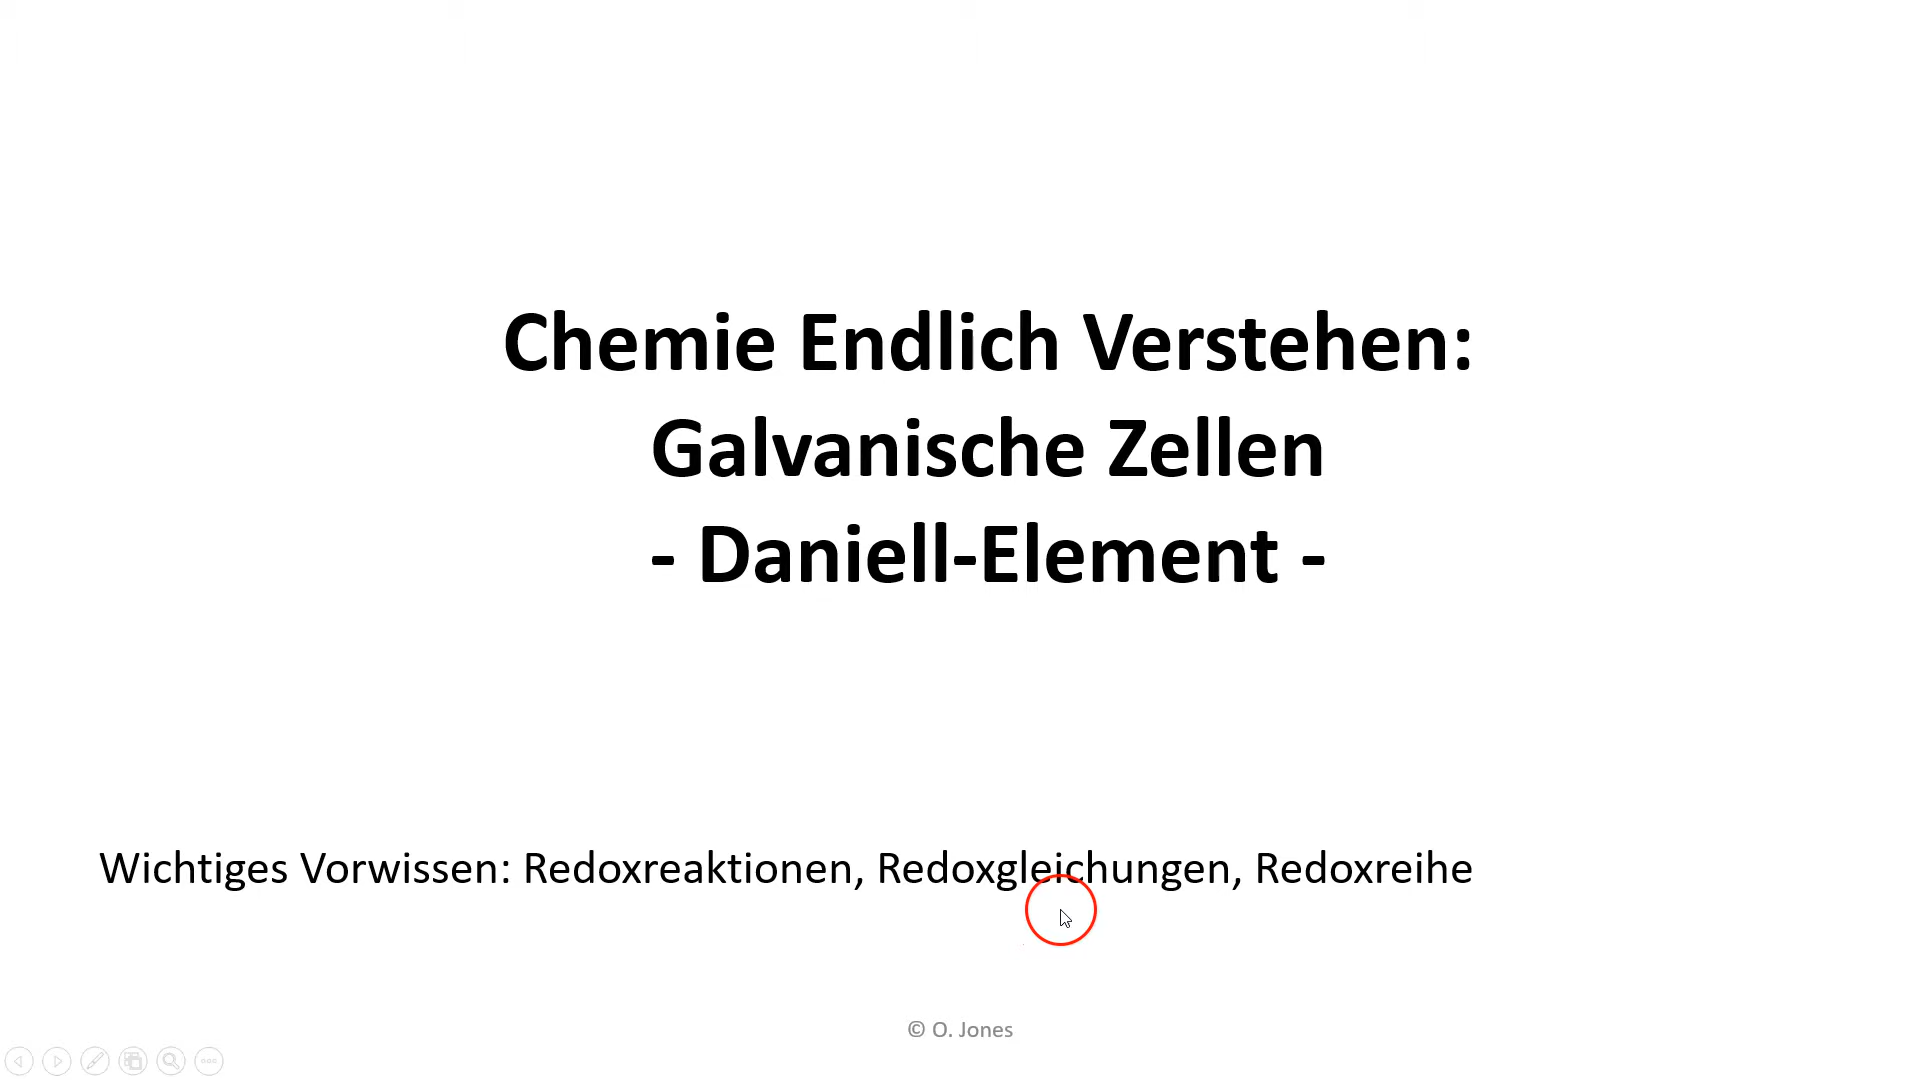 Chemie Endlich Verstehen:
Galvanische Zellen
- Daniell-Element -
Wichtiges Vorwissen: Redoxreaktionen, Redoxgleichungen, Redoxreihe
© O. Jones